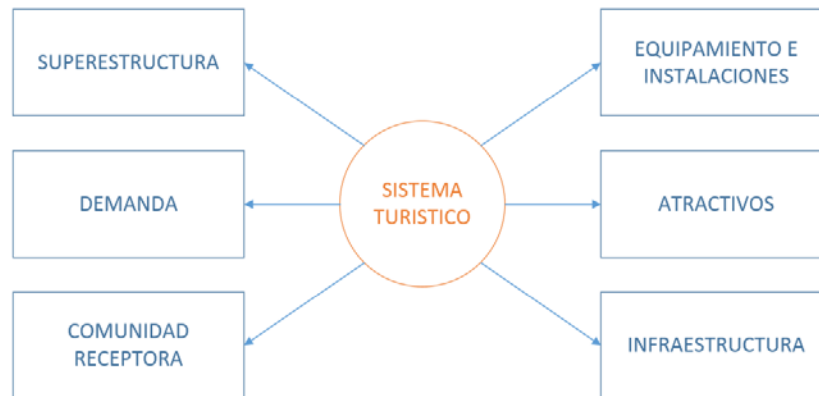 SUPERESTRUCTURA
EQUIPAMIENTO E
INSTALACIONES
DEMANDA
SISTEMA
TURISTICO
ATRACTIVOS
COMUNIDAD
RECEPTORA
INFRAESTRUCTURA